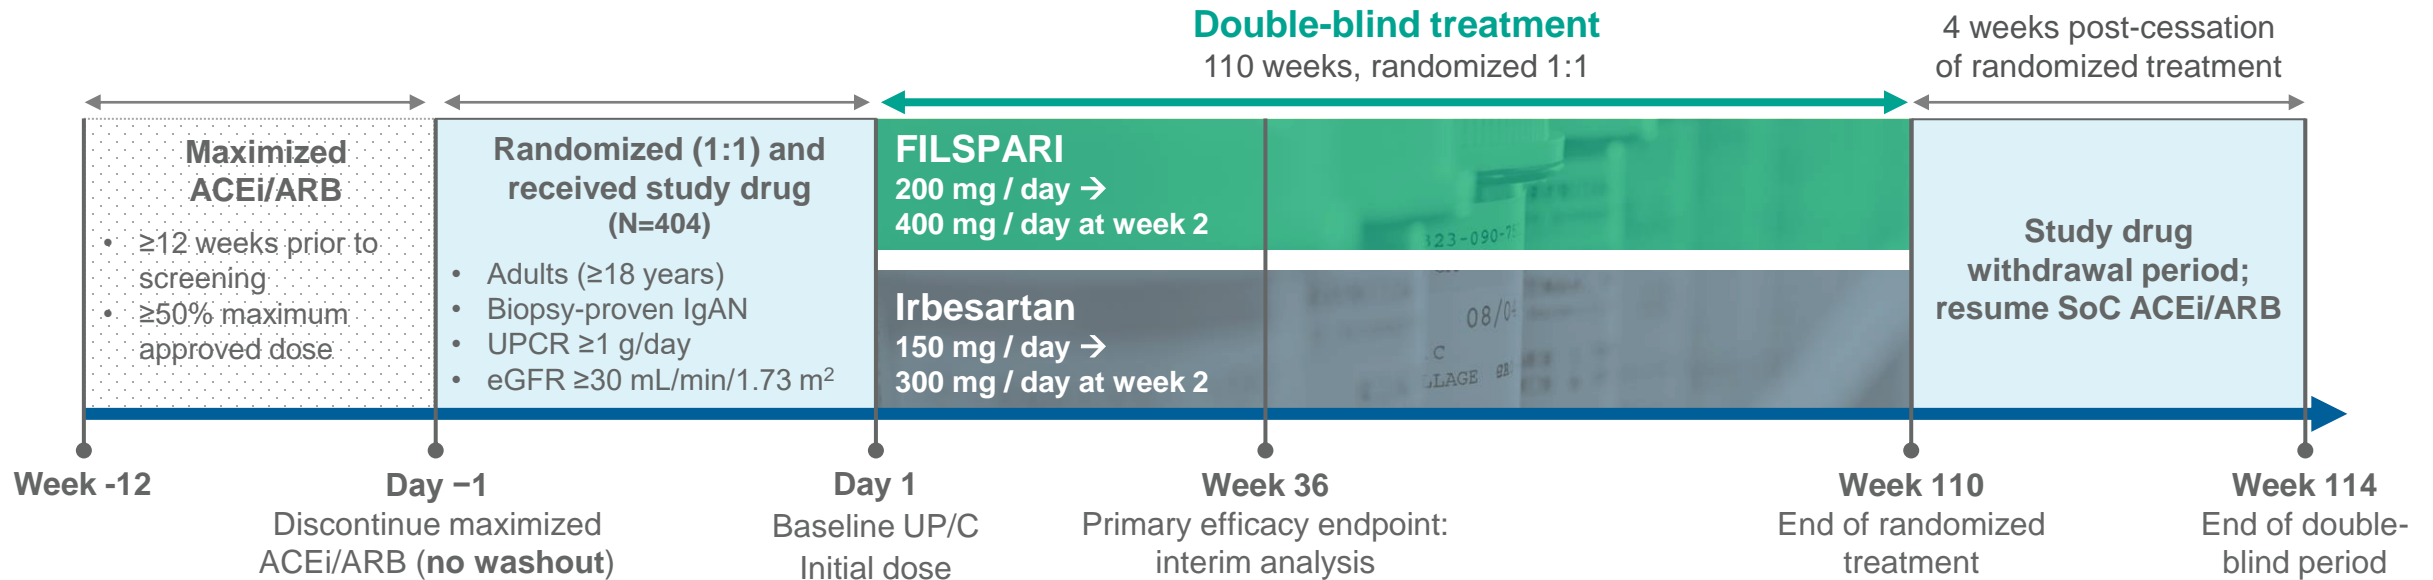 Double-blind treatment
110 weeks, randomized 1:1
4 weeks post-cessation
of randomized treatment
Maximized
ACEi/ARB
• ≥12 weeks prior to
screening
• ≥50% maximum
approved dose
Randomized (1:1) and
received study drug
(N=404)
• Adults (≥18 years)
• Biopsy-proven IgAN
• UPCR ≥1 g/day
• eGFR ≥30 mL/min/1.73 m²
FILSPARI
200 mg / day →
400 mg / day at week 2
323-090-75
Irbesartan
150 mg / day →
300 mg / day at week 2
08/04
LLAGE
Study drug
withdrawal period;
resume SoC ACEi/ARB
Week -12
Day −1
Discontinue maximized
ACEi/ARB (no washout)
Day 1
Baseline UP/C
Initial dose
Week 36
Primary efficacy endpoint:
interim analysis
Week 110
End of randomized
treatment
Week 114
End of double-
blind period